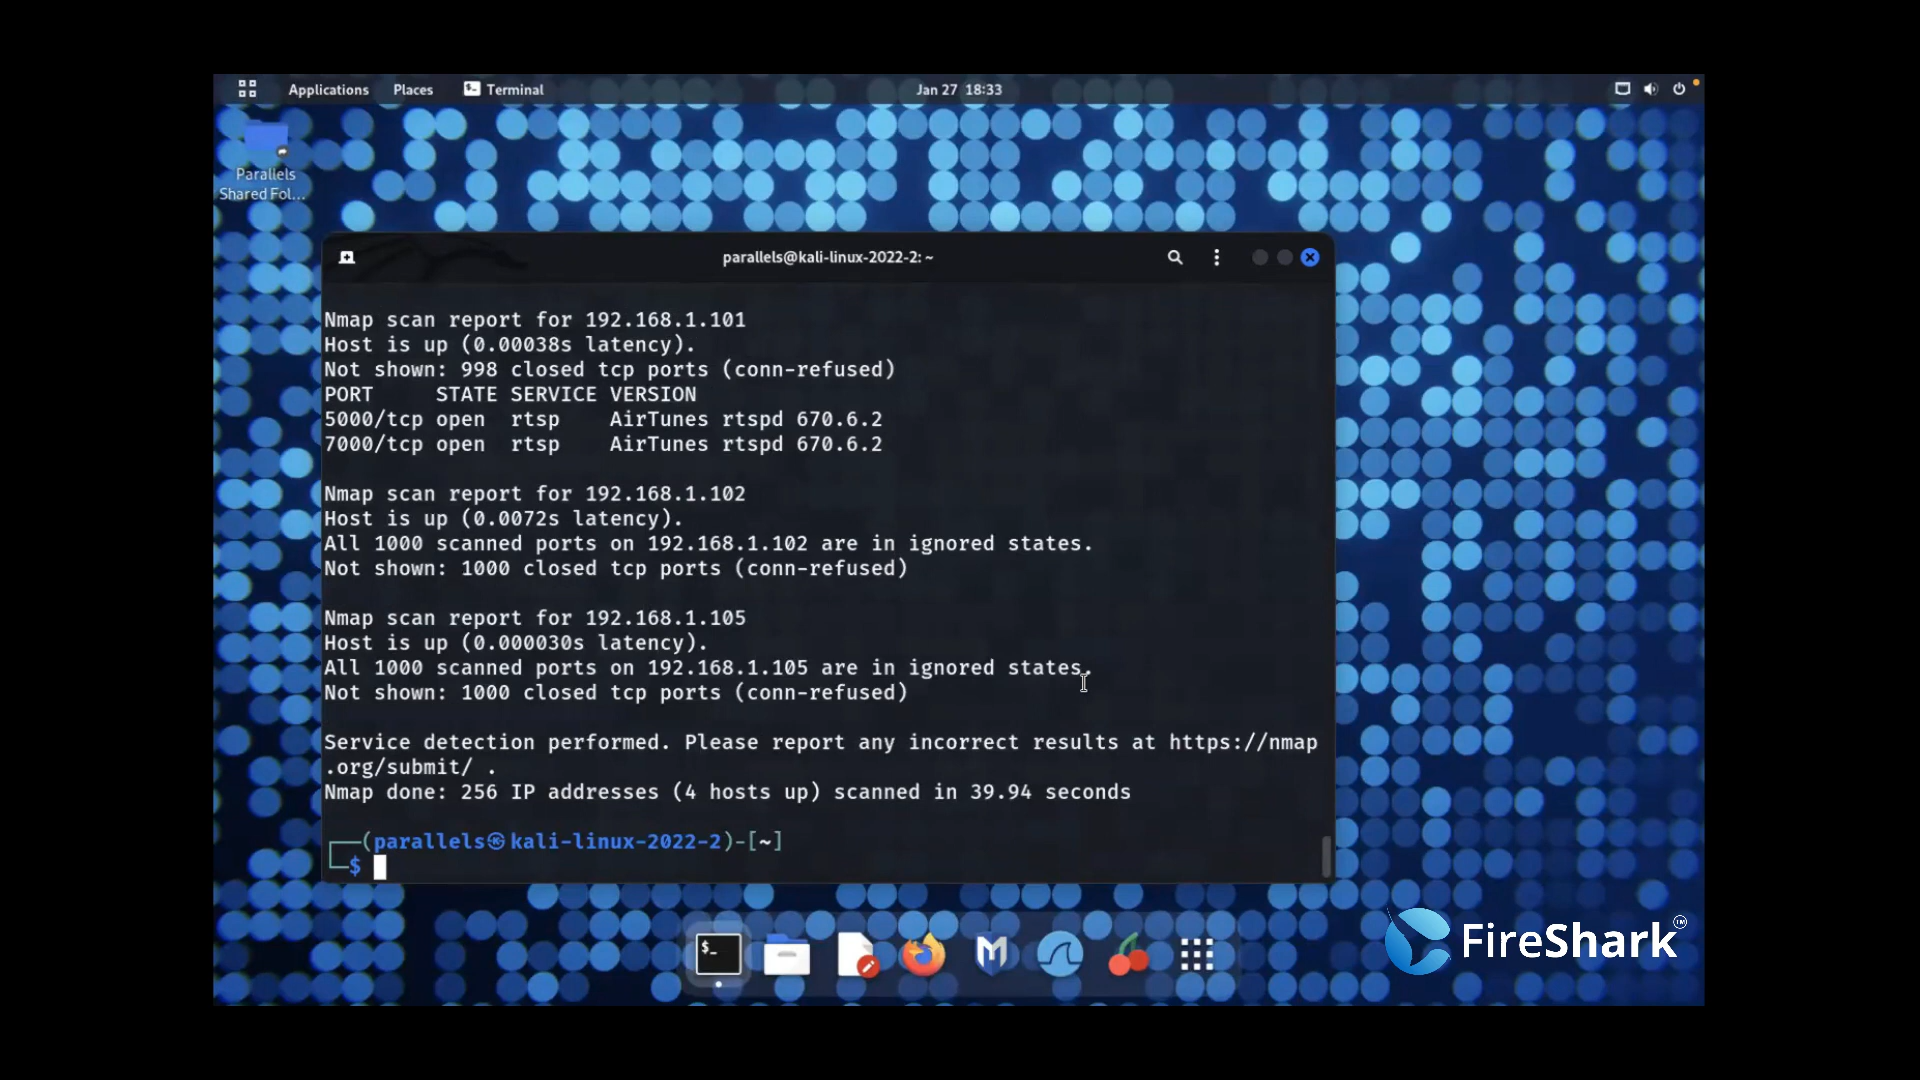 Applications Places Terminal Jan 27 18:33
Parallels
Shared Fol...
parallels@kali-linux-2022-2: ~
Nmap scan report for 192.168.1.101
Host is up (0.00038s latency).
Not shown: 998 closed tcp ports (conn-refused)
PORT     STATE SERVICE VERSION
5000/tcp open  rtsp    AirTunes rtspd 670.6.2
7000/tcp open  rtsp    AirTunes rtspd 670.6.2
Nmap scan report for 192.168.1.102
Host is up (0.0072s latency).
All 1000 scanned ports on 192.168.1.102 are in ignored states.
Not shown: 1000 closed tcp ports (conn-refused)
Nmap scan report for 192.168.1.105
Host is up (0.000030s latency).
All 1000 scanned ports on 192.168.1.105 are in ignored states.
Not shown: 1000 closed tcp ports (conn-refused)
Service detection performed. Please report any incorrect results at https://nmap
.org/submit/ .
Nmap done: 256 IP addresses (4 hosts up) scanned in 39.94 seconds
┌──(parallels㉿kali-linux-2022-2)-[~]
└─$
$_
FireShark™